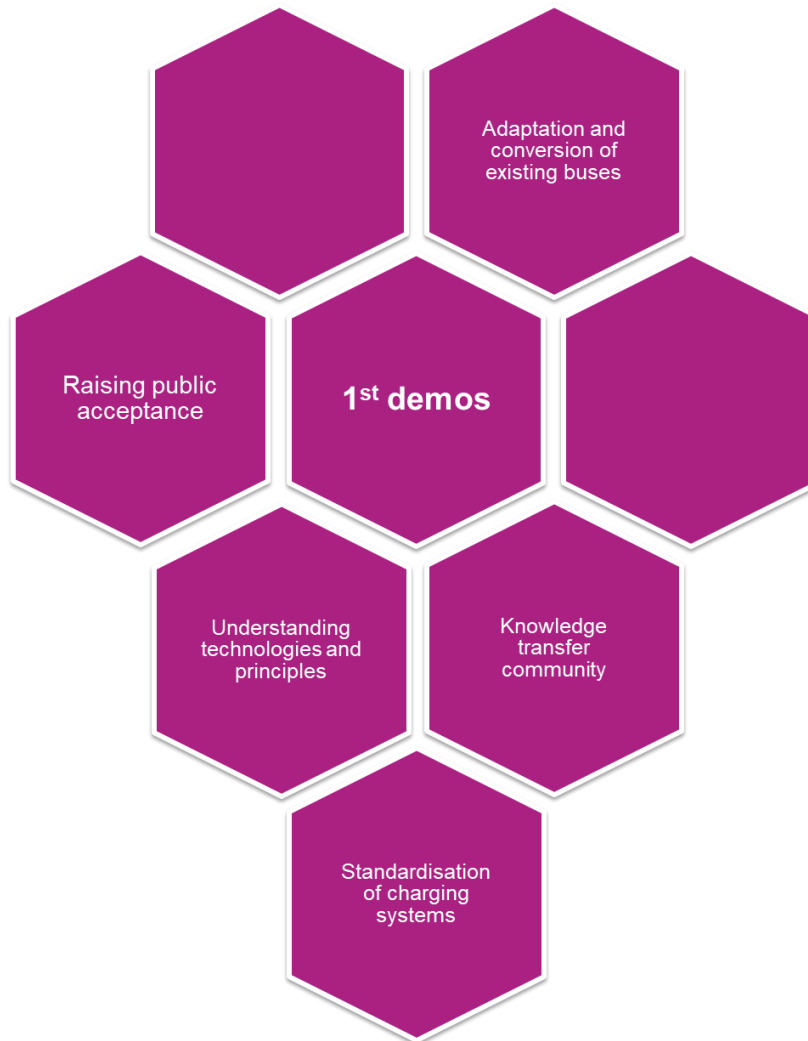 Adaptation and
conversion of
existing buses
Raising public
acceptance
1st demos
Understanding
technologies and
principles
Knowledge
transfer
community
Standardisation
of charging
systems